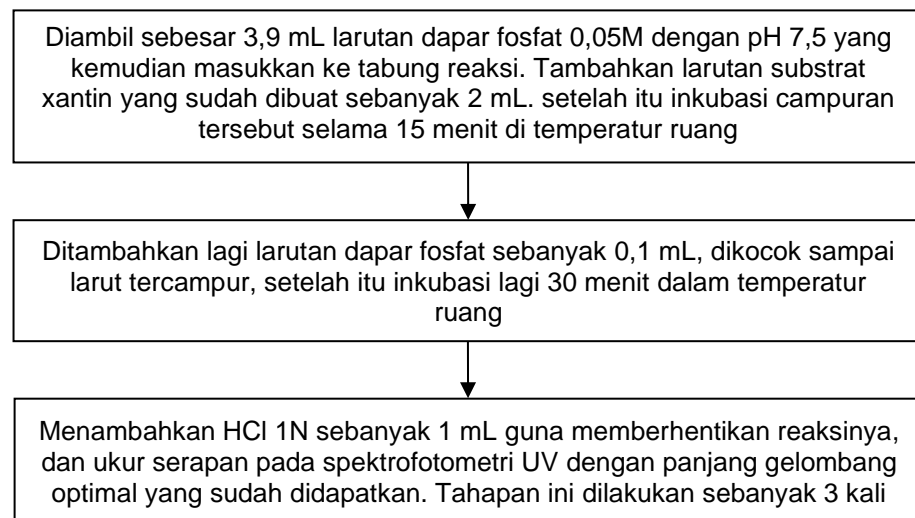 Diambil sebesar 3,9 mL larutan dapar fosfat 0,05M dengan pH 7,5 yang
kemudian masukkan ke tabung reaksi. Tambahkan larutan substrat
xantin yang sudah dibuat sebanyak 2 mL. setelah itu inkubasi campuran
tersebut selama 15 menit di temperatur ruang
Ditambahkan lagi larutan dapar fosfat sebanyak 0,1 mL, dikocok sampai
larut tercampur, setelah itu inkubasi lagi 30 menit dalam temperatur
ruang
Menambahkan HCl 1N sebanyak 1 mL guna memberhentikan reaksinya,
dan ukur serapan pada spektrofotometri UV dengan panjang gelombang
optimal yang sudah didapatkan. Tahapan ini dilakukan sebanyak 3 kali